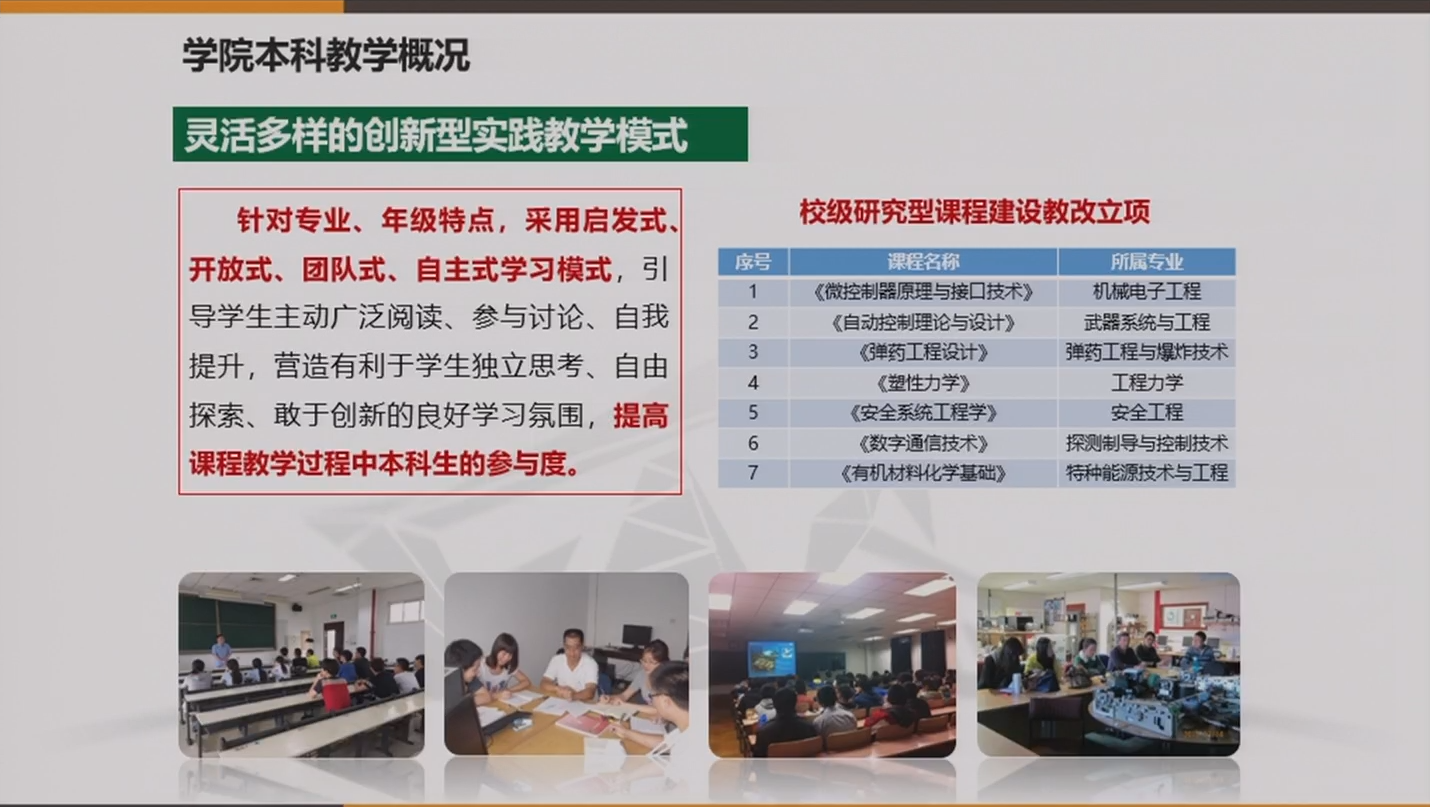 学院本科教学概况
灵活多样的创新型实践教学模式
针对专业、年级特点，采用启发式、
开放式、团队式、自主式学习模式，引
导学生主动广泛阅读、参与讨论、自我
提升，营造有利于学生独立思考、自由
探索、敢于创新的良好学习氛围，提高
课程教学过程中本科生的参与度。
校级研究型课程建设教改立项
序号 课程名称 所属专业
1 《微控制器原理与接口技术》 机械电子工程
2 《自动控制理论与设计》 武器系统与工程
3 《弹药工程设计》 弹药工程与爆炸技术
4 《塑性力学》 工程力学
5 《安全系统工程学》 安全工程
6 《数字通信技术》 探测制导与控制技术
7 《有机材料化学基础》 特种能源技术与工程